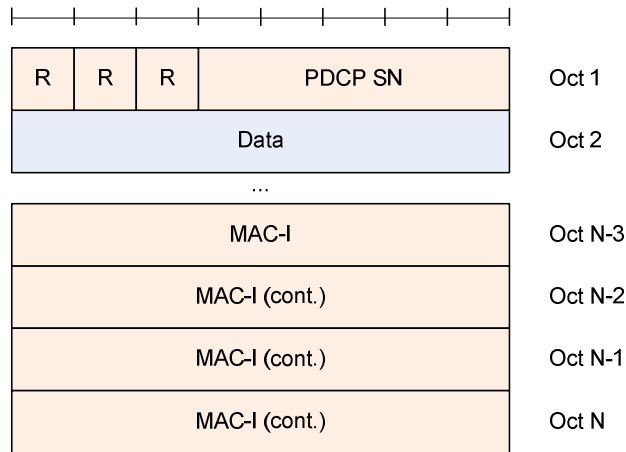 R R R PDCP SN Oct 1
Data Oct 2
...
MAC-I Oct N-3
MAC-I (cont.) Oct N-2
MAC-I (cont.) Oct N-1
MAC-I (cont.) Oct N